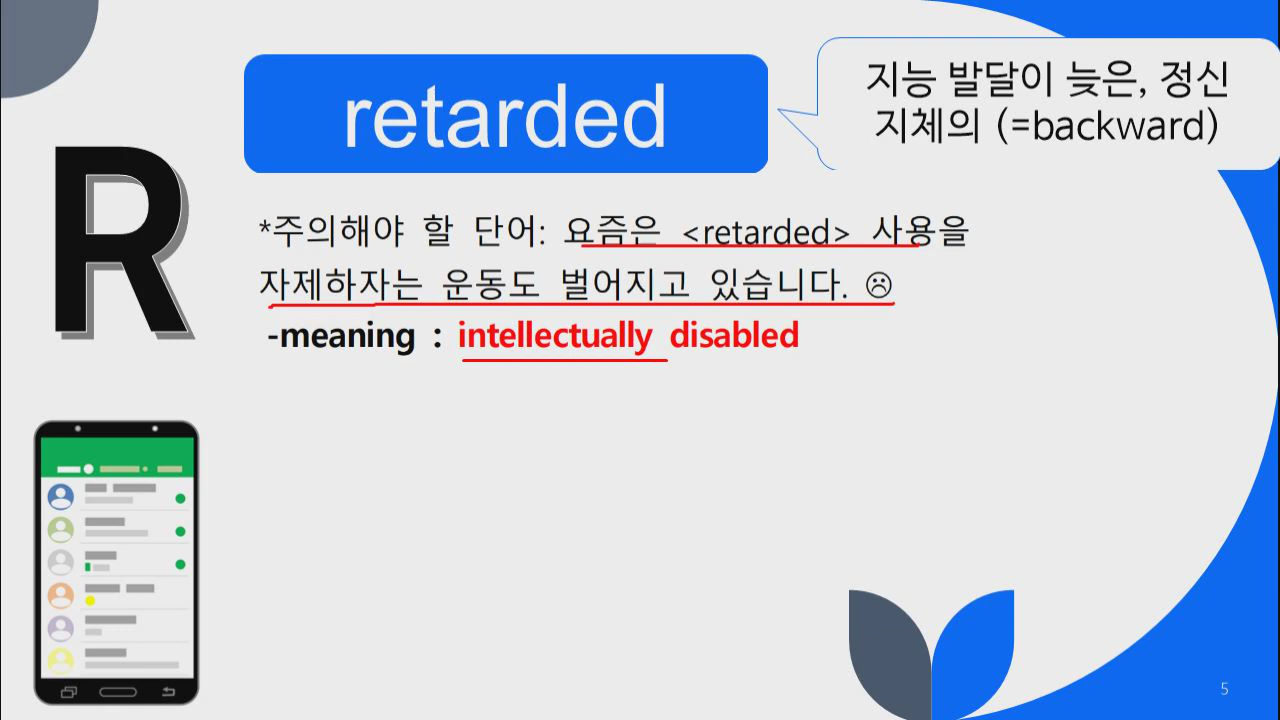 retarded
지능 발달이 늦은, 정신
지체의 (=backward)
R
*주의해야 할 단어: 요즘은 <retarded> 사용을
자제하자는 운동도 벌어지고 있습니다. ☹
-meaning : intellectually disabled
5